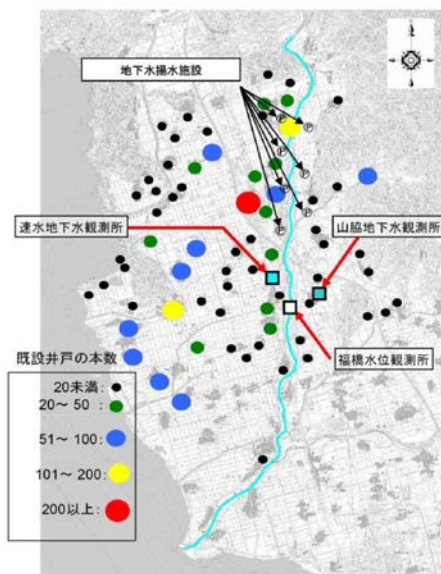 地下水揚水施設
Ⓟ
Ⓟ
Ⓟ
Ⓟ
Ⓟ
Ⓟ
Ⓟ
速水地下水観測所
山脇地下水観測所
福橋水位観測所
既設井戸の本数
20未満:
20～ 50:
51～ 100:
101～ 200:
200以上: